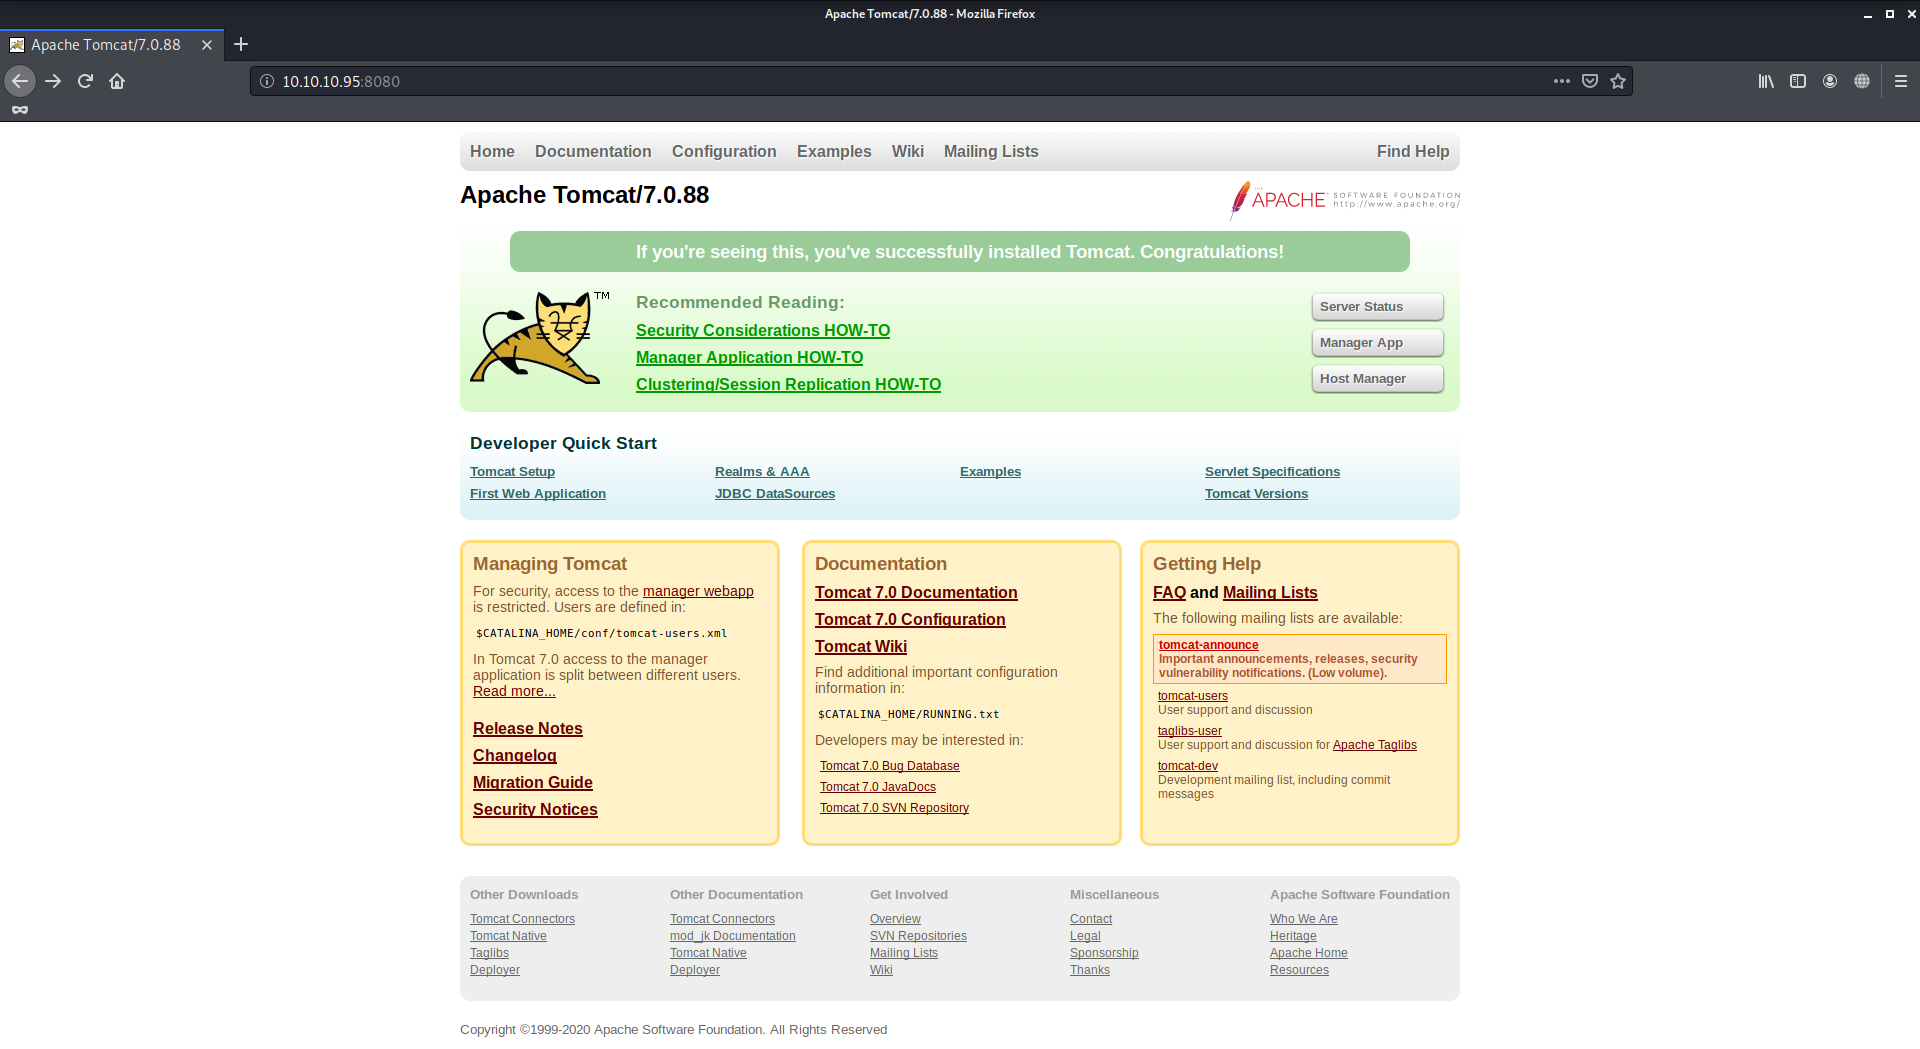 Apache Tomcat/7.0.88 - Mozilla Firefox
Apache Tomcat/7.0.88
10.10.10.95:8080
Home Documentation Configuration Examples Wiki Mailing Lists Find Help
Apache Tomcat/7.0.88
THE APACHE SOFTWARE FOUNDATION
http://www.apache.org/
If you're seeing this, you've successfully installed Tomcat. Congratulations!
TM
Recommended Reading:
Security Considerations HOW-TO
Manager Application HOW-TO
Clustering/Session Replication HOW-TO
Server Status
Manager App
Host Manager
Developer Quick Start
Tomcat Setup
First Web Application
Realms & AAA
JDBC DataSources
Examples
Servlet Specifications
Tomcat Versions
Managing Tomcat
For security, access to the manager webapp
is restricted. Users are defined in:
$CATALINA_HOME/conf/tomcat-users.xml
In Tomcat 7.0 access to the manager
application is split between different users.
Read more...
Release Notes
Changelog
Migration Guide
Security Notices
Documentation
Tomcat 7.0 Documentation
Tomcat 7.0 Configuration
Tomcat Wiki
Find additional important configuration
information in:
$CATALINA_HOME/RUNNING.txt
Developers may be interested in:
Tomcat 7.0 Bug Database
Tomcat 7.0 JavaDocs
Tomcat 7.0 SVN Repository
Getting Help
FAQ and Mailing Lists
The following mailing lists are available:
tomcat-announce
Important announcements, releases, security
vulnerability notifications. (Low volume).
tomcat-users
User support and discussion
taglibs-user
User support and discussion for Apache Taglibs
tomcat-dev
Development mailing list, including commit
messages
Other Downloads
Tomcat Connectors
Tomcat Native
Taglibs
Deployer
Other Documentation
Tomcat Connectors
mod_jk Documentation
Tomcat Native
Deployer
Get Involved
Overview
SVN Repositories
Mailing Lists
Wiki
Miscellaneous
Contact
Legal
Sponsorship
Thanks
Apache Software Foundation
Who We Are
Heritage
Apache Home
Resources
Copyright ©1999-2020 Apache Software Foundation. All Rights Reserved